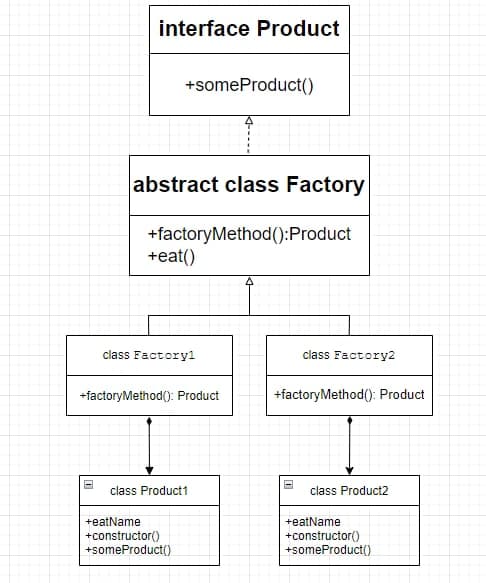 interface Product
+someProduct()
abstract class Factory
+factoryMethod():Product
+eat()
class Factory1
+factoryMethod(): Product
class Factory2
+factoryMethod(): Product
class Product1
+eatName
+constructor()
+someProduct()
class Product2
+eatName
+constructor()
+someProduct()